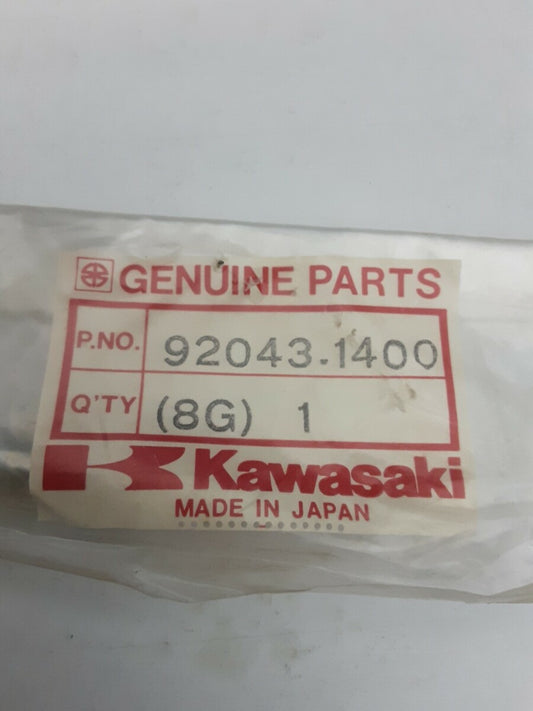 GENUINE PARTS
P.NO. 92043-1400
Q'TY (8G) 1
Kawasaki
MADE IN JAPAN